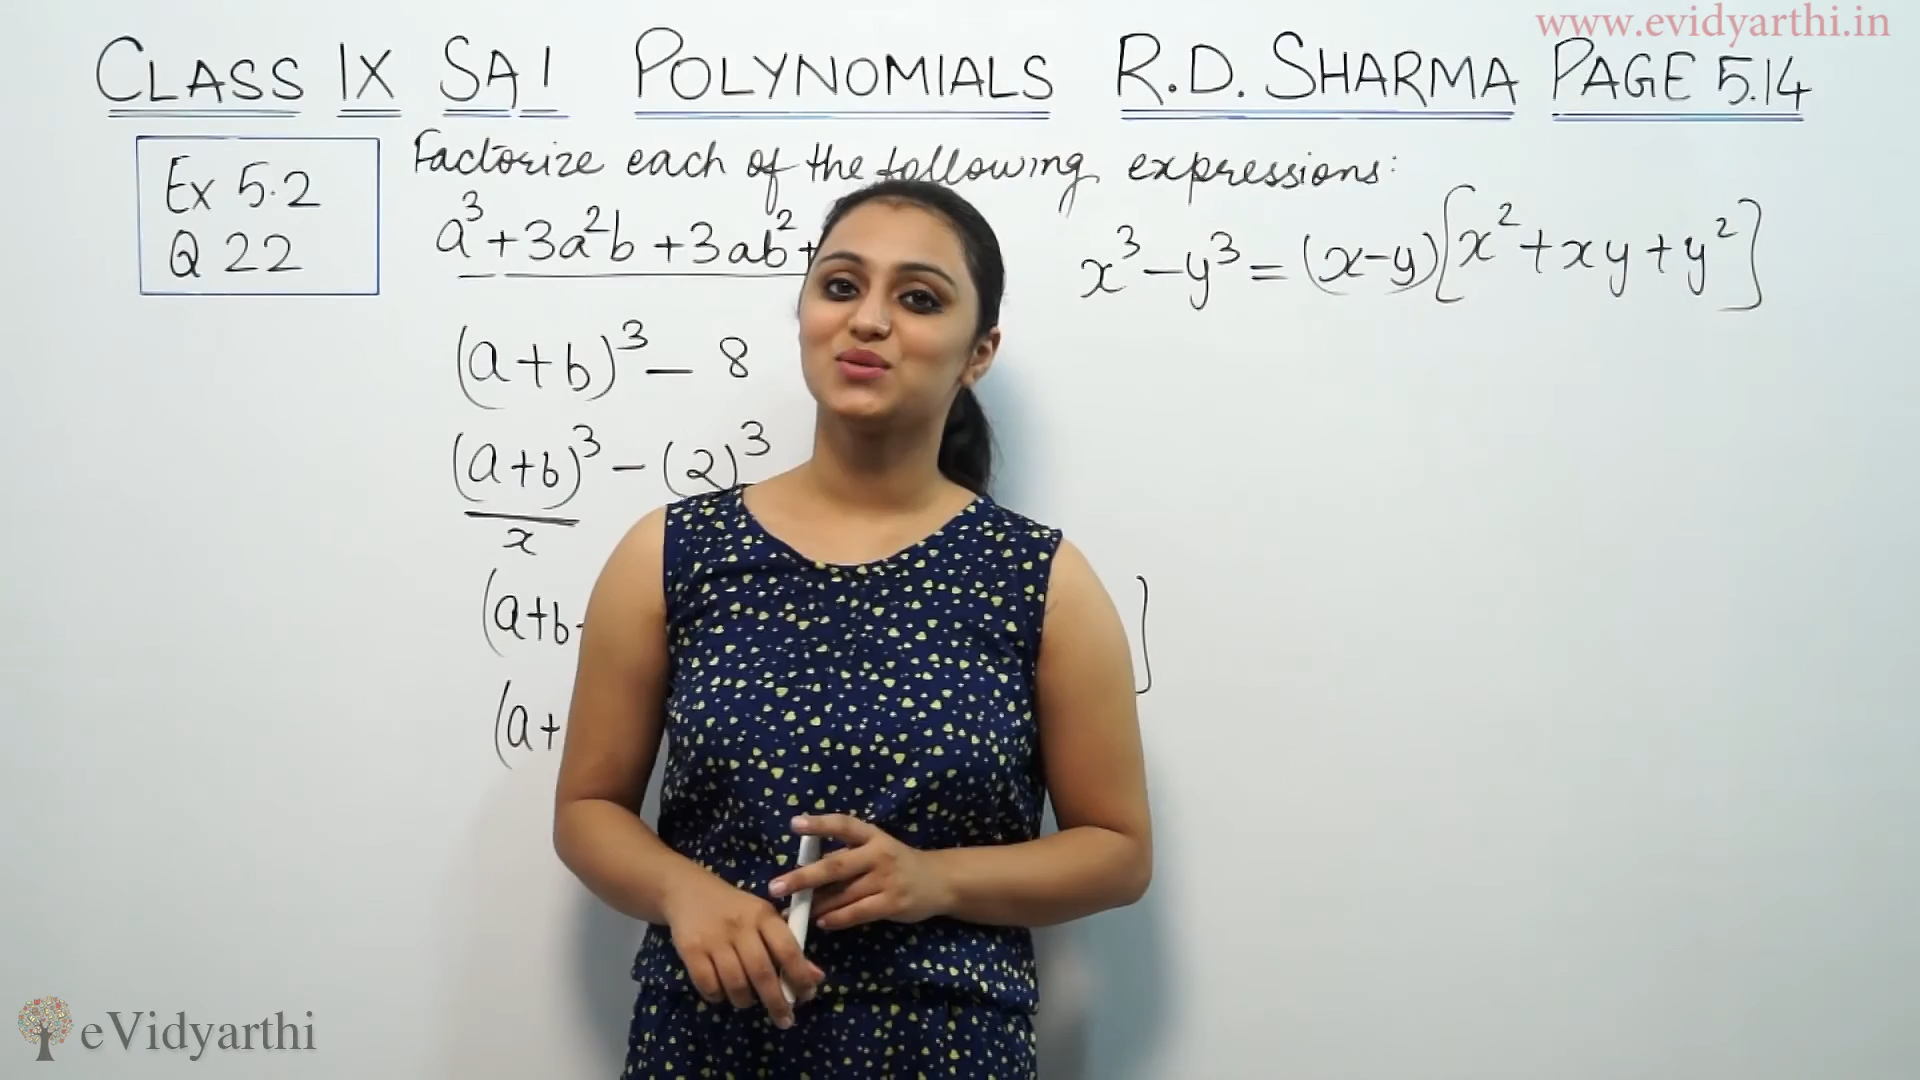 www.evidyarthi.in
CLASS IX SA1 POLYNOMIALS R.D. SHARMA PAGE 5.14
Ex 5.2
Q 22
Factorize each of the following expressions:
a³+3a²b+3ab²+
x³-y³=(x-y)[x²+xy+y²]
(a+b)³-8
(a+b)³-(2)³
x
(a+b- ]
(a+
eVidyarthi